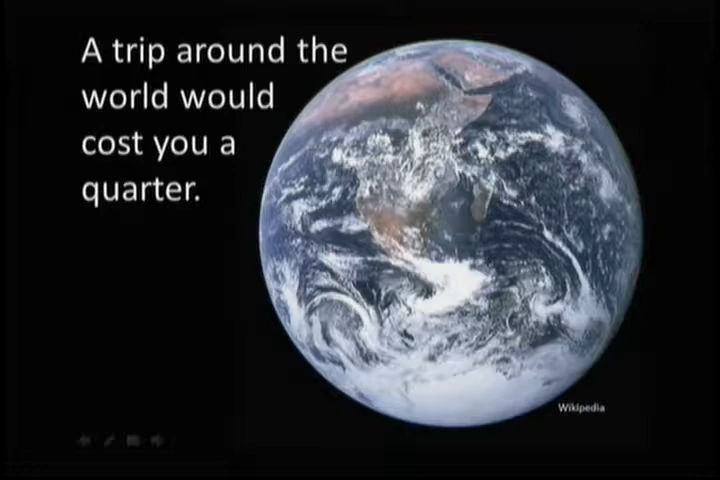 A trip around the
world would
cost you a
quarter.
Wikipedia